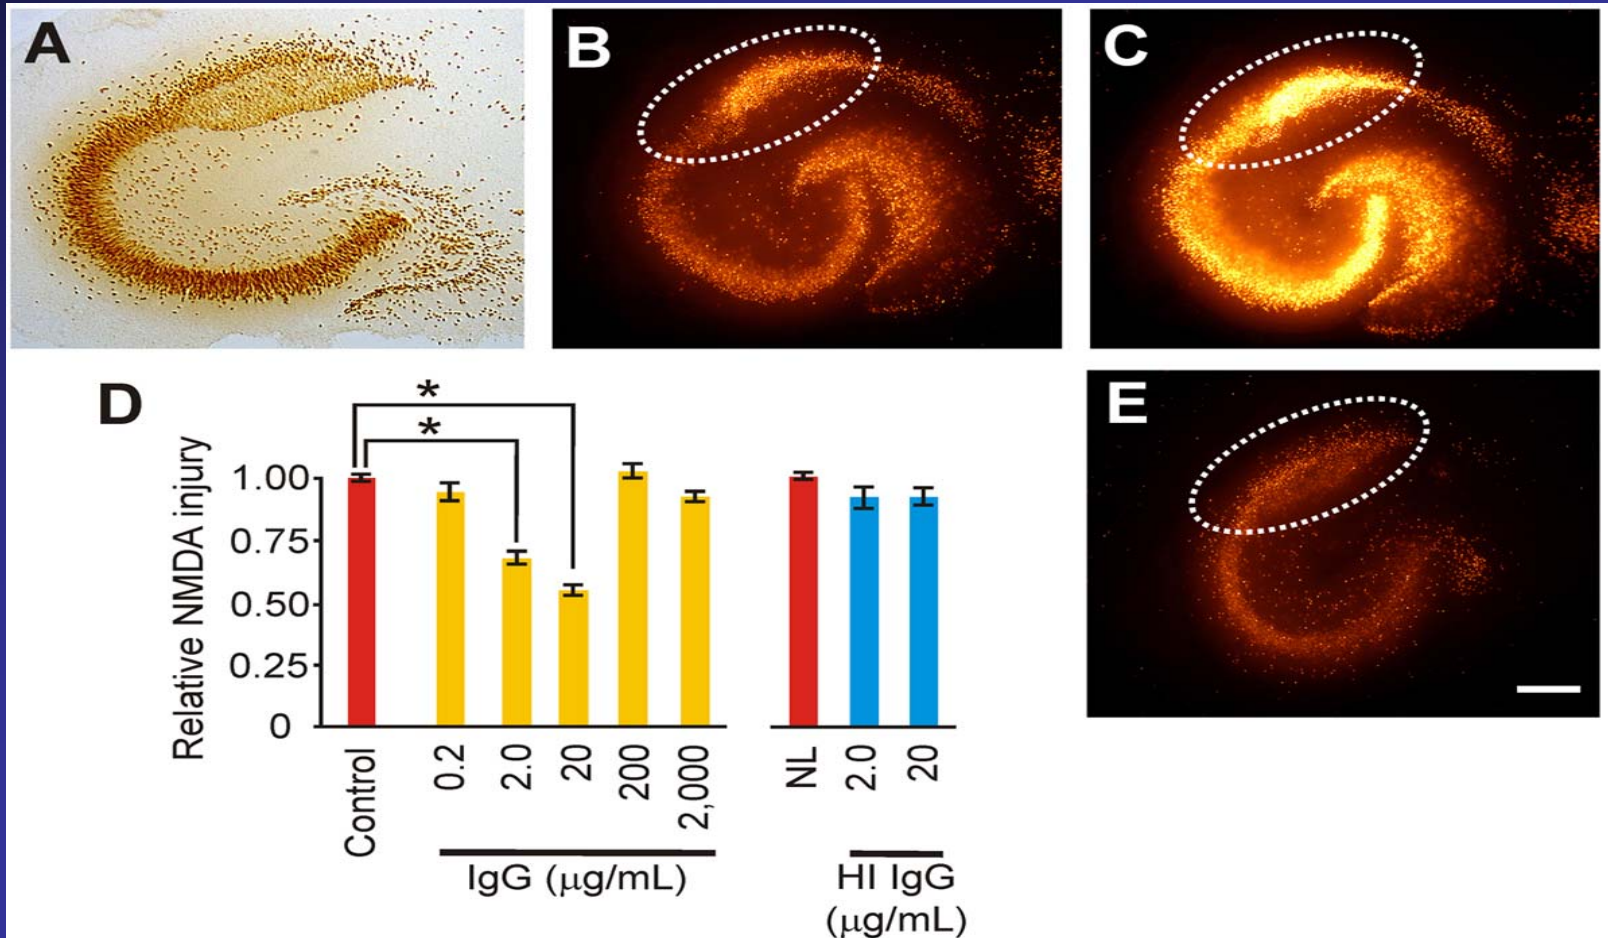 A
B
C
D
*
*
Relative NMDA injury
1.00
0.75
0.50
0.25
0
Control
0.2
2.0
20
200
2,000
IgG (µg/mL)
NL
2.0
20
HI IgG
(µg/mL)
E